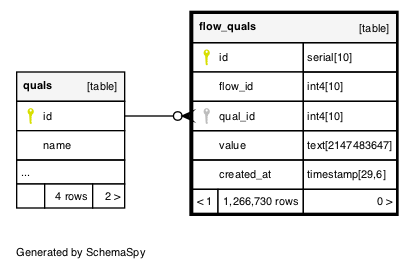 flow_quals [table]
id serial[10]
flow_id int4[10]
qual_id int4[10]
value text[2147483647]
created_at timestamp[29,6]
< 1 1,266,730 rows 0 >
quals [table]
id
name
...
4 rows 2 >
Generated by SchemaSpy